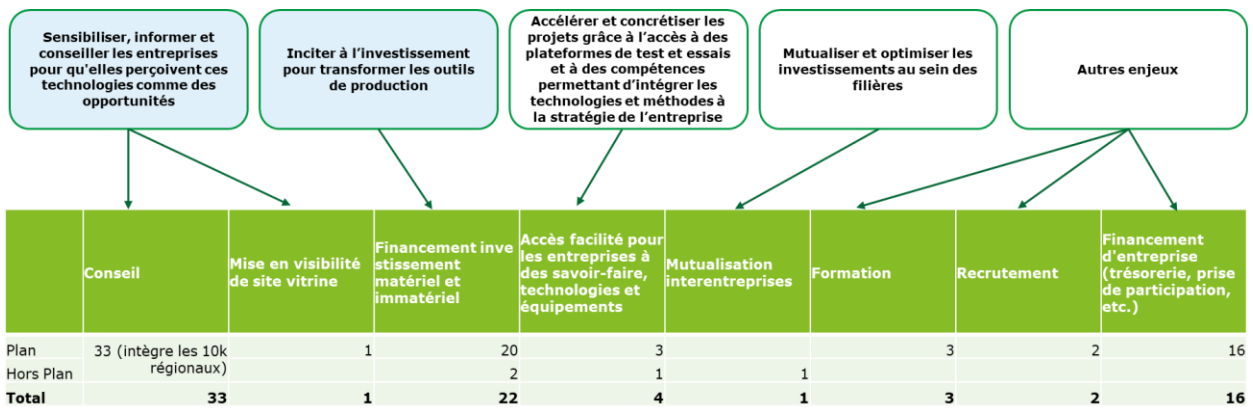 Sensibiliser, informer et
conseiller les entreprises
pour qu'elles perçoivent ces
technologies comme des
opportunités
Inciter à l'investissement
pour transformer les outils
de production
Accélérer et concrétiser les
projets grâce à l'accès à des
plateformes de test et essais
et à des compétences
permettant d'intégrer les
technologies et méthodes à
la stratégie de l'entreprise
Mutualiser et optimiser les
investissements au sein des
filières
Autres enjeux
Conseil
Mise en visibilité
de site vitrine
Financement inve
stissement
matériel et
immatériel
Accès facilité pour
les entreprises à
des savoir-faire,
technologies et
équipements
Mutualisation
interentreprises
Formation
Recrutement
Financement
d'entreprise
(trésorerie, prise
de participation,
etc.)
Plan 33 (intègre les 10k
régionaux) 1 20 3 3 2 16
Hors Plan 2 1 1
Total 33 1 22 4 1 3 2 16